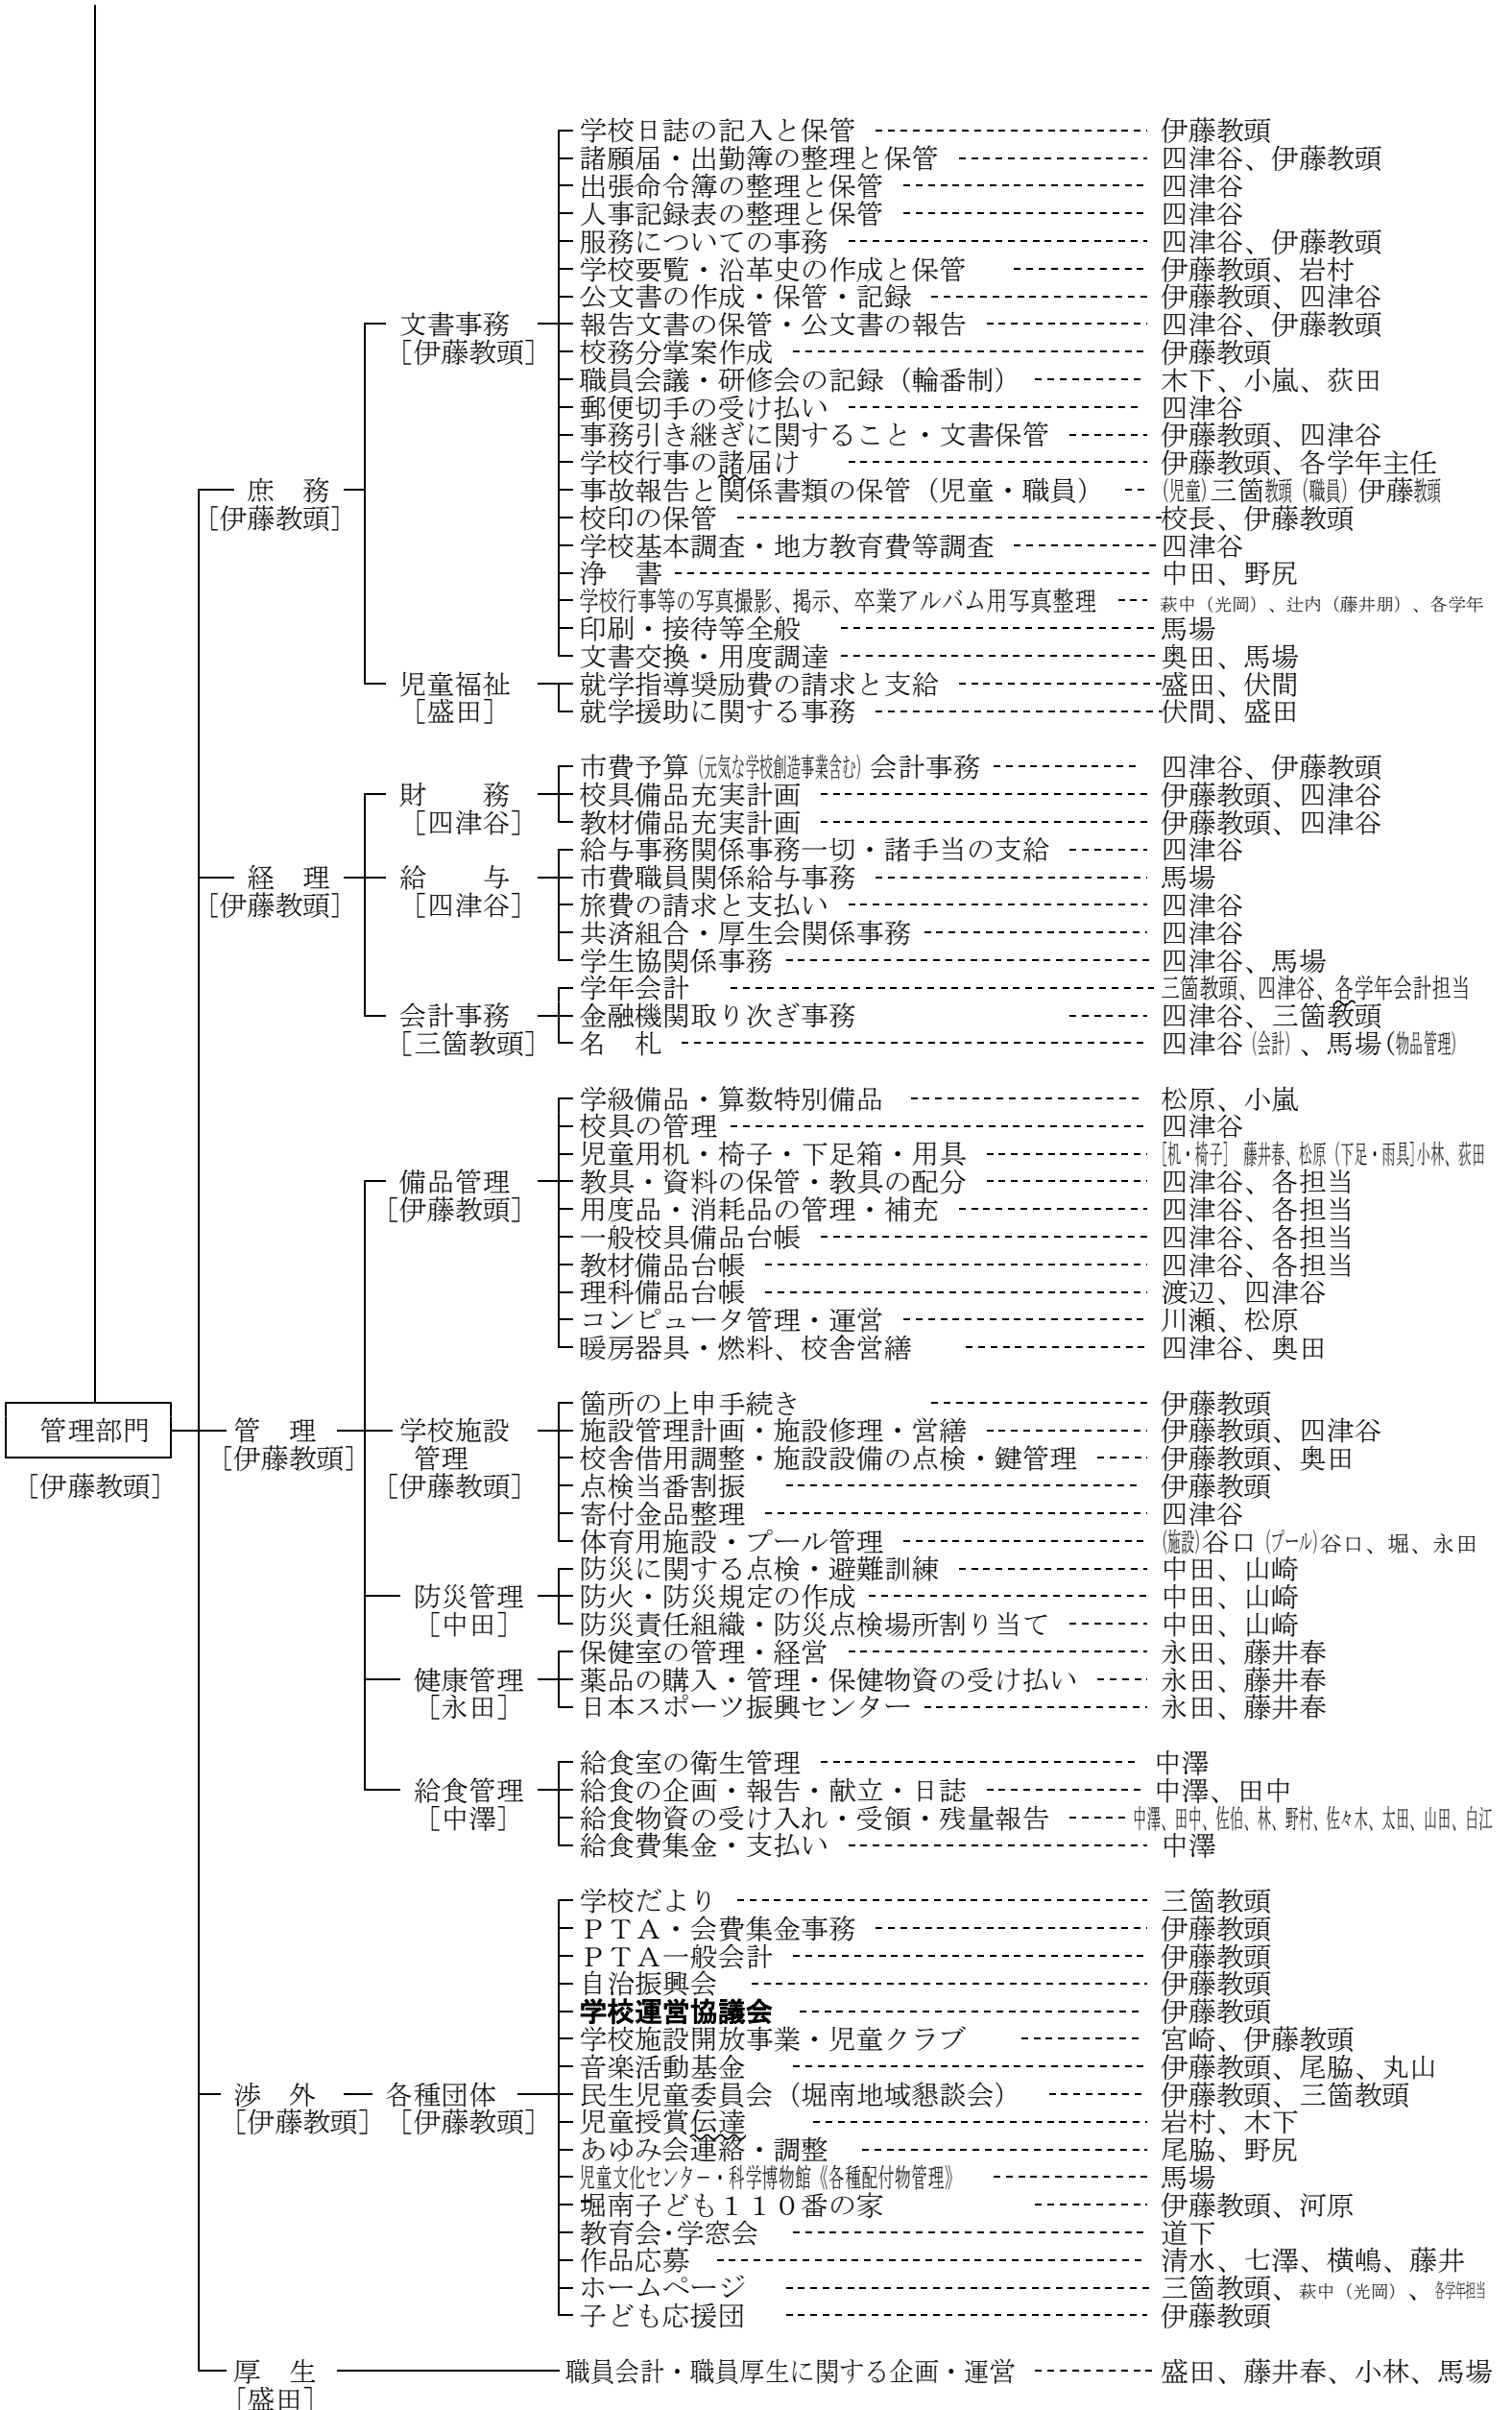 学校日誌の記入と保管 伊藤教頭
諸願届・出勤簿の整理と保管 四津谷、伊藤教頭
出張命令簿の整理と保管 四津谷
人事記録表の整理と保管 四津谷
服務についての事務 四津谷、伊藤教頭
学校要覧・沿革史の作成と保管 伊藤教頭、岩村
公文書の作成・保管・記録 伊藤教頭、四津谷
文書事務 報告文書の保管・公文書の報告 四津谷、伊藤教頭
[伊藤教頭] 校務分掌案作成 伊藤教頭
職員会議・研修会の記録（輪番制） 木下、小嵐、荻田
郵便切手の受け払い 四津谷
事務引き継ぎに関すること・文書保管 伊藤教頭、四津谷
学校行事の諸届け 伊藤教頭、各学年主任
庶　務 事故報告と関係書類の保管（児童・職員） (児童)三箇教頭（職員）伊藤教頭
[伊藤教頭] 校印の保管 校長、伊藤教頭
学校基本調査・地方教育費等調査 四津谷
浄　書 中田、野尻
学校行事等の写真撮影、掲示、卒業アルバム用写真整理 萩中（光岡）、辻内（藤井朋）、各学年
印刷・接待等全般 馬場
文書交換・用度調達 奥田、馬場
児童福祉 就学指導奨励費の請求と支給 盛田、伏間
[盛田] 就学援助に関する事務 伏間、盛田
市費予算(元気な学校創造事業含む)会計事務 四津谷、伊藤教頭
財　　務 校具備品充実計画 伊藤教頭、四津谷
[四津谷] 教材備品充実計画 伊藤教頭、四津谷
給与事務関係事務一切・諸手当の支給 四津谷
経　理 給　　与 市費職員関係給与事務 馬場
[伊藤教頭] [四津谷] 旅費の請求と支払い 四津谷
共済組合・厚生会関係事務 四津谷
学生協関係事務 四津谷、馬場
学年会計 三箇教頭、四津谷、各学年会計担当
会計事務 金融機関取り次ぎ事務 四津谷、三箇教頭
[三箇教頭] 名　札 四津谷(会計)、馬場(物品管理)
学級備品・算数特別備品 松原、小嵐
校具の管理 四津谷
児童用机・椅子・下足箱・用具 [机・椅子]　藤井春、松原（下足・雨具]小林、荻田
備品管理 教具・資料の保管・教具の配分 四津谷、各担当
[伊藤教頭] 用度品・消耗品の管理・補充 四津谷、各担当
一般校具備品台帳 四津谷、各担当
教材備品台帳 四津谷、各担当
理科備品台帳 渡辺、四津谷
コンピュータ管理・運営 川瀬、松原
暖房器具・燃料、校舎営繕 四津谷、奥田
箇所の上申手続き 伊藤教頭
管理部門 管　理 学校施設 施設管理計画・施設修理・営繕 伊藤教頭、四津谷
[伊藤教頭] 管理 校舎借用調整・施設設備の点検・鍵管理 伊藤教頭、奥田
[伊藤教頭] [伊藤教頭] 点検当番割振 伊藤教頭
寄付金品整理 四津谷
体育用施設・プール管理 (施設)谷口（プール)谷口、堀、永田
防災に関する点検・避難訓練 中田、山崎
防災管理 防火・防災規定の作成 中田、山崎
[中田] 防災責任組織・防災点検場所割り当て 中田、山崎
保健室の管理・経営 永田、藤井春
健康管理 薬品の購入・管理・保健物資の受け払い 永田、藤井春
[永田] 日本スポーツ振興センター 永田、藤井春
給食室の衛生管理 中澤
給食管理 給食の企画・報告・献立・日誌 中澤、田中
[中澤] 給食物資の受け入れ・受領・残量報告 中澤、田中、佐伯、林、野村、佐々木、太田、山田、白江
給食費集金・支払い 中澤
学校だより 三箇教頭
ＰＴＡ・会費集金事務 伊藤教頭
ＰＴＡ一般会計 伊藤教頭
自治振興会 伊藤教頭
学校運営協議会 伊藤教頭
学校施設開放事業・児童クラブ 宮崎、伊藤教頭
音楽活動基金 伊藤教頭、尾脇、丸山
渉　外 各種団体 民生児童委員会（堀南地域懇談会） 伊藤教頭、三箇教頭
[伊藤教頭] [伊藤教頭] 児童授賞伝達 岩村、木下
あゆみ会連絡・調整 尾脇、野尻
児童文化センター・科学博物館《各種配付物管理》 馬場
堀南子ども１１０番の家 伊藤教頭、河原
教育会･学窓会 道下
作品応募 清水、七澤、横嶋、藤井
ホームページ 三箇教頭、萩中（光岡）、各学年担当
子ども応援団 伊藤教頭
厚　生 職員会計・職員厚生に関する企画・運営 盛田、藤井春、小林、馬場
[盛田]